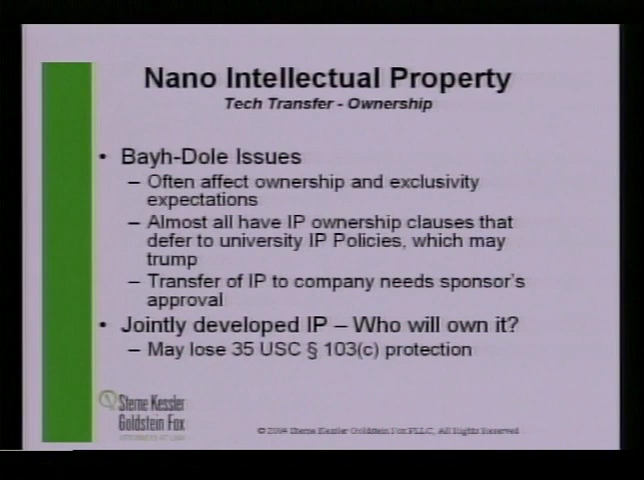 Nano Intellectual Property
Tech Transfer - Ownership
• Bayh-Dole Issues
– Often affect ownership and exclusivity
expectations
– Almost all have IP ownership clauses that
defer to university IP Policies, which may
trump
– Transfer of IP to company needs sponsor's
approval
• Jointly developed IP – Who will own it?
– May lose 35 USC § 103(c) protection
Sterne Kessler
Goldstein Fox
ATTORNEYS AT LAW
© 2004 Sterne Kessler Goldstein Fox PLLC, All Rights Reserved